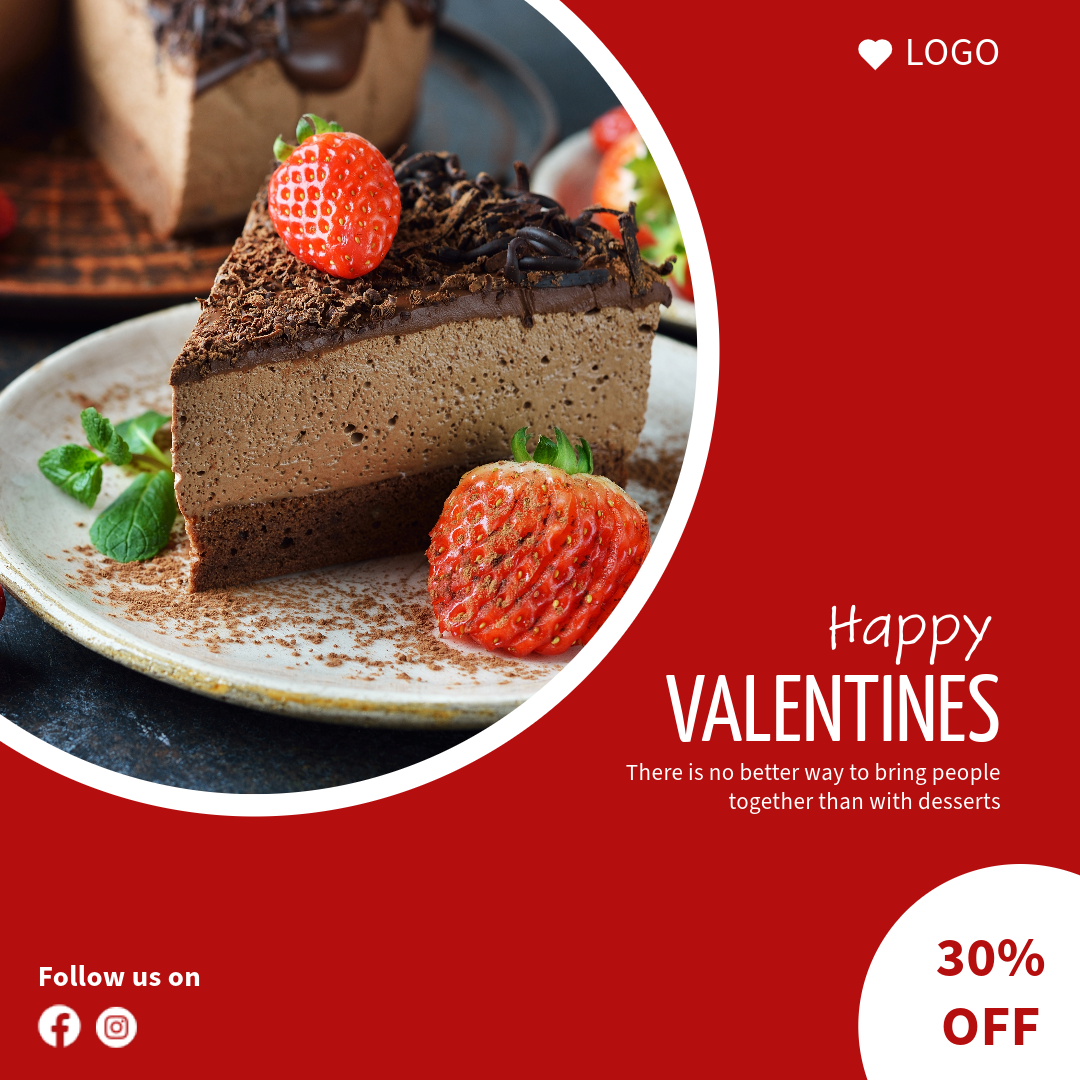 LOGO
Happy
VALENTINES
There is no better way to bring people
together than with desserts
Follow us on
30%
OFF